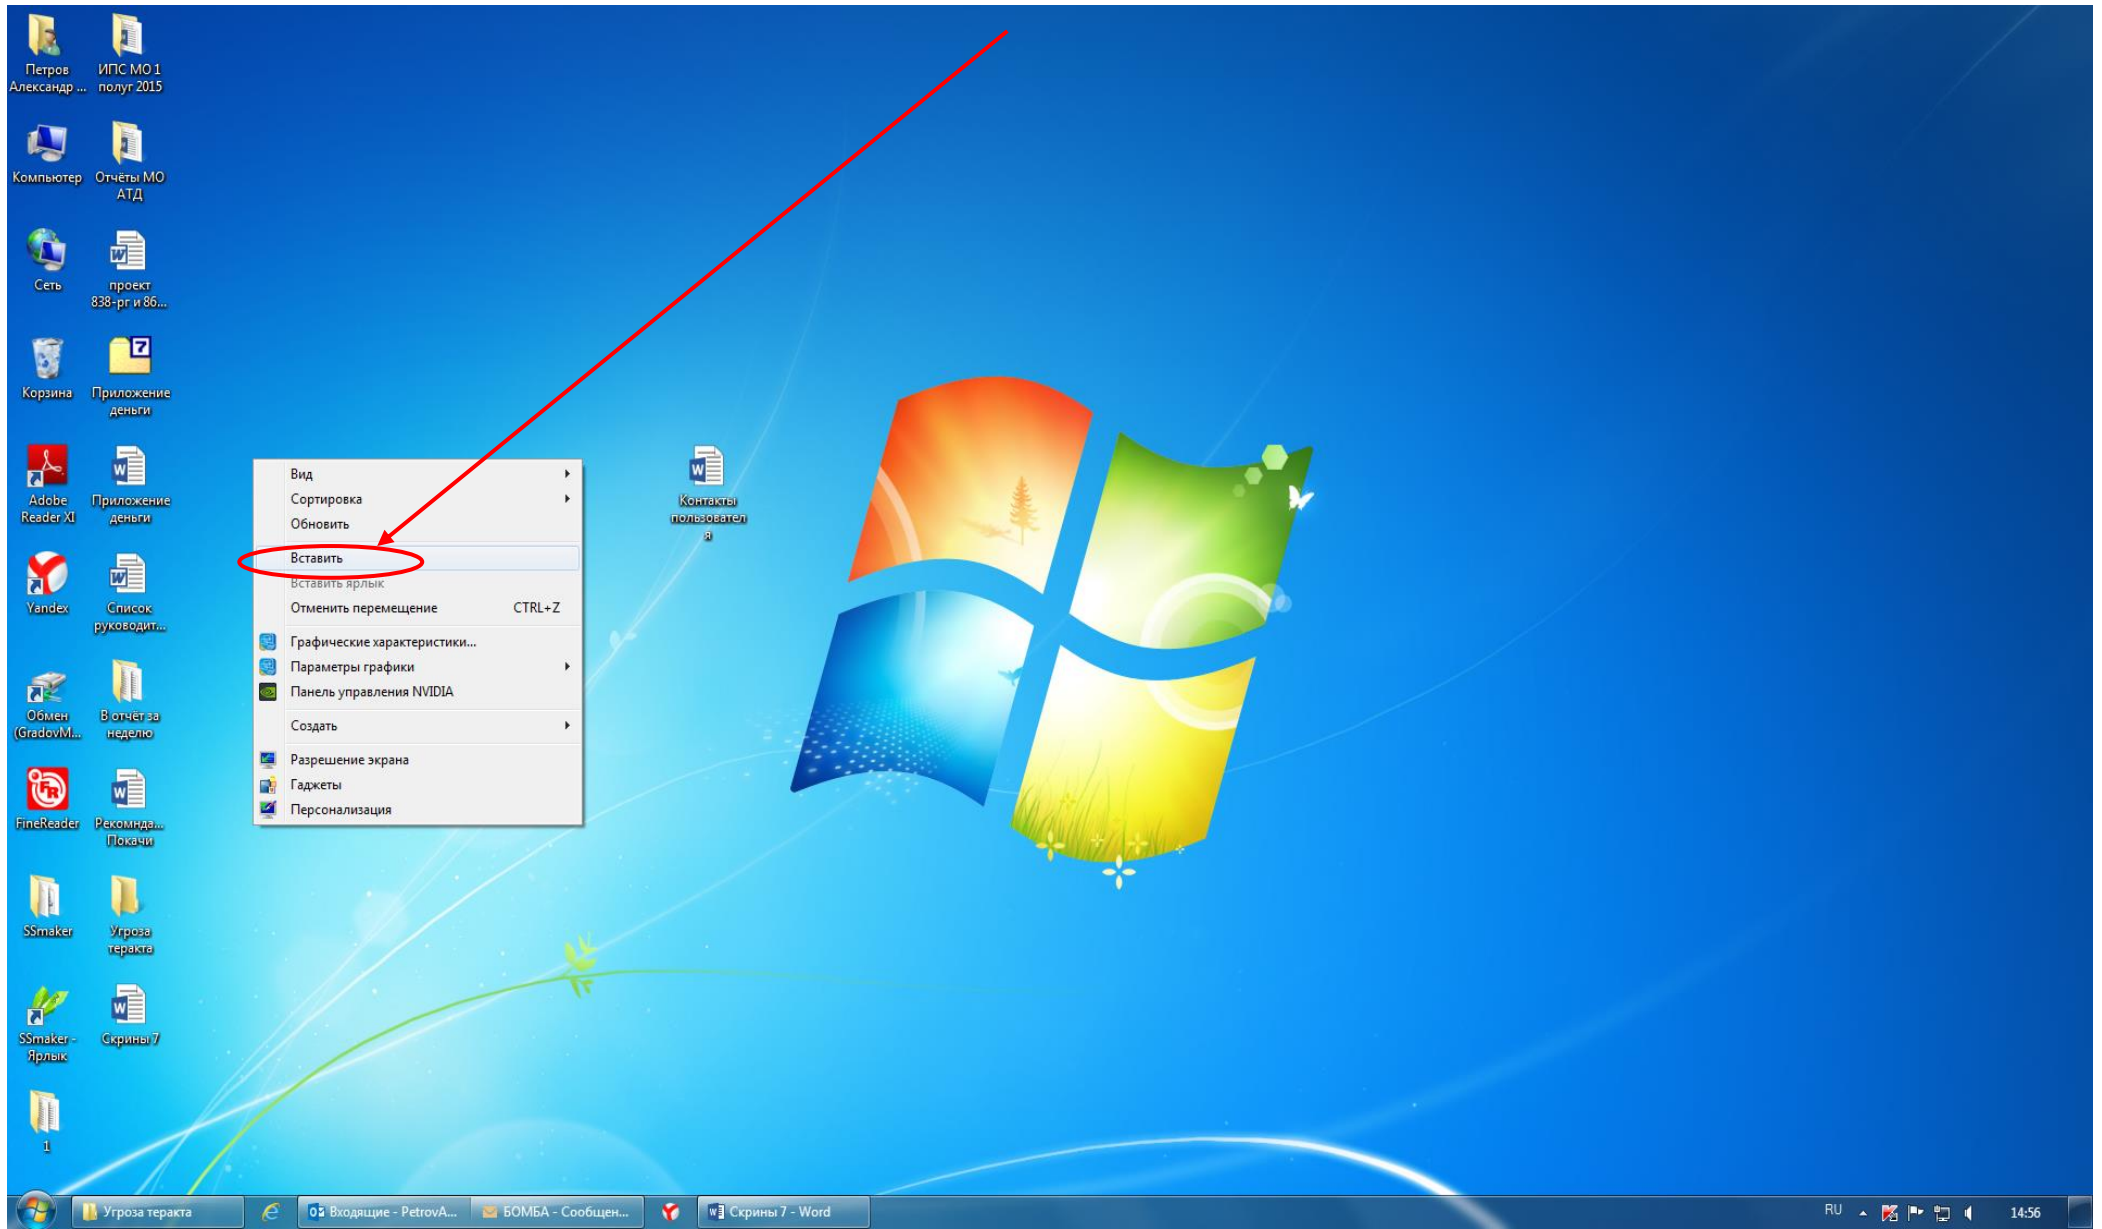 Петров
Александр ...
ИПС МО 1
полуг 2015
Компьютер
Отчёты МО
АТД
Сеть
проект
838-рг и 86...
Корзина
Приложение
деньги
Adobe
Reader XI
Приложение
деньги
Yandex
Список
руководит...
Обмен
(GradovM...
В отчёт за
неделю
FineReader
Рекомнда...
Покачи
SSmaker
Угроза
теракта
SSmaker -
Ярлык
Скрины 7
1
Контакты
пользовател
я
Вид
Сортировка
Обновить
Вставить
Вставить ярлык
Отменить перемещение CTRL+Z
Графические характеристики...
Параметры графики
Панель управления NVIDIA
Создать
Разрешение экрана
Гаджеты
Персонализация
Угроза теракта
Входящие - PetrovA...
БОМБА - Сообщен...
Скрины 7 - Word
RU
14:56